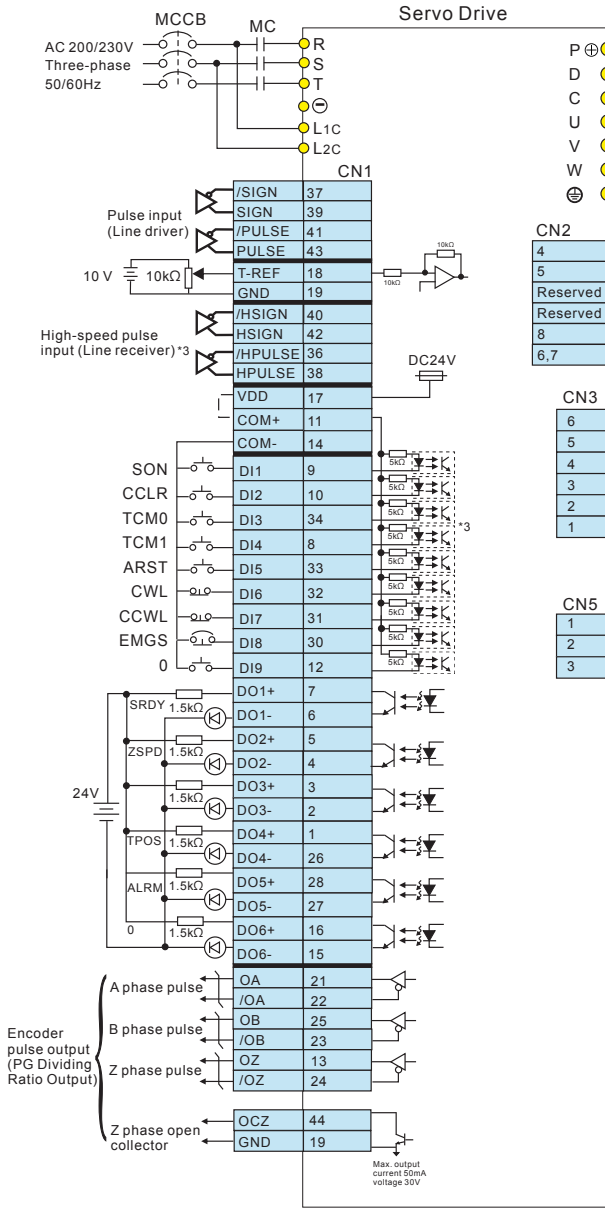 Servo Drive
MCCB
MC
AC 200/230V
Three-phase
50/60Hz
R
S
T
L1C
L2C
P
D
C
U
V
W
CN1
/SIGN 37
SIGN 39
/PULSE 41
PULSE 43
T-REF 18
GND 19
/HSIGN 40
HSIGN 42
/HPULSE 36
HPULSE 38
VDD 17
COM+ 11
COM- 14
DI1 9
DI2 10
DI3 34
DI4 8
DI5 33
DI6 32
DI7 31
DI8 30
DI9 12
DO1+ 7
DO1- 6
DO2+ 5
DO2- 4
DO3+ 3
DO3- 2
DO4+ 1
DO4- 26
DO5+ 28
DO5- 27
DO6+ 16
DO6- 15
OA 21
/OA 22
OB 25
/OB 23
OZ 13
/OZ 24
OCZ 44
GND 19
Pulse input
(Line driver)
10 V
10kΩ
High-speed pulse
input (Line receiver)*3
SON
CCLR
TCM0
TCM1
ARST
CWL
CCWL
EMGS
0
SRDY
1.5kΩ
ZSPD
1.5kΩ
1.5kΩ
24V
TPOS
1.5kΩ
ALRM
1.5kΩ
0
1.5kΩ
Encoder
pulse output
(PG Dividing
Ratio Output)
A phase pulse
B phase pulse
Z phase pulse
Z phase open
collector
10kΩ
10kΩ
DC24V
5kΩ
5kΩ
5kΩ
5kΩ
5kΩ
5kΩ
5kΩ
5kΩ
5kΩ
*3
Max. output
current 50mA
voltage 30V
CN2
4
5
Reserved
Reserved
8
6,7
CN3
6
5
4
3
2
1
CN5
1
2
3